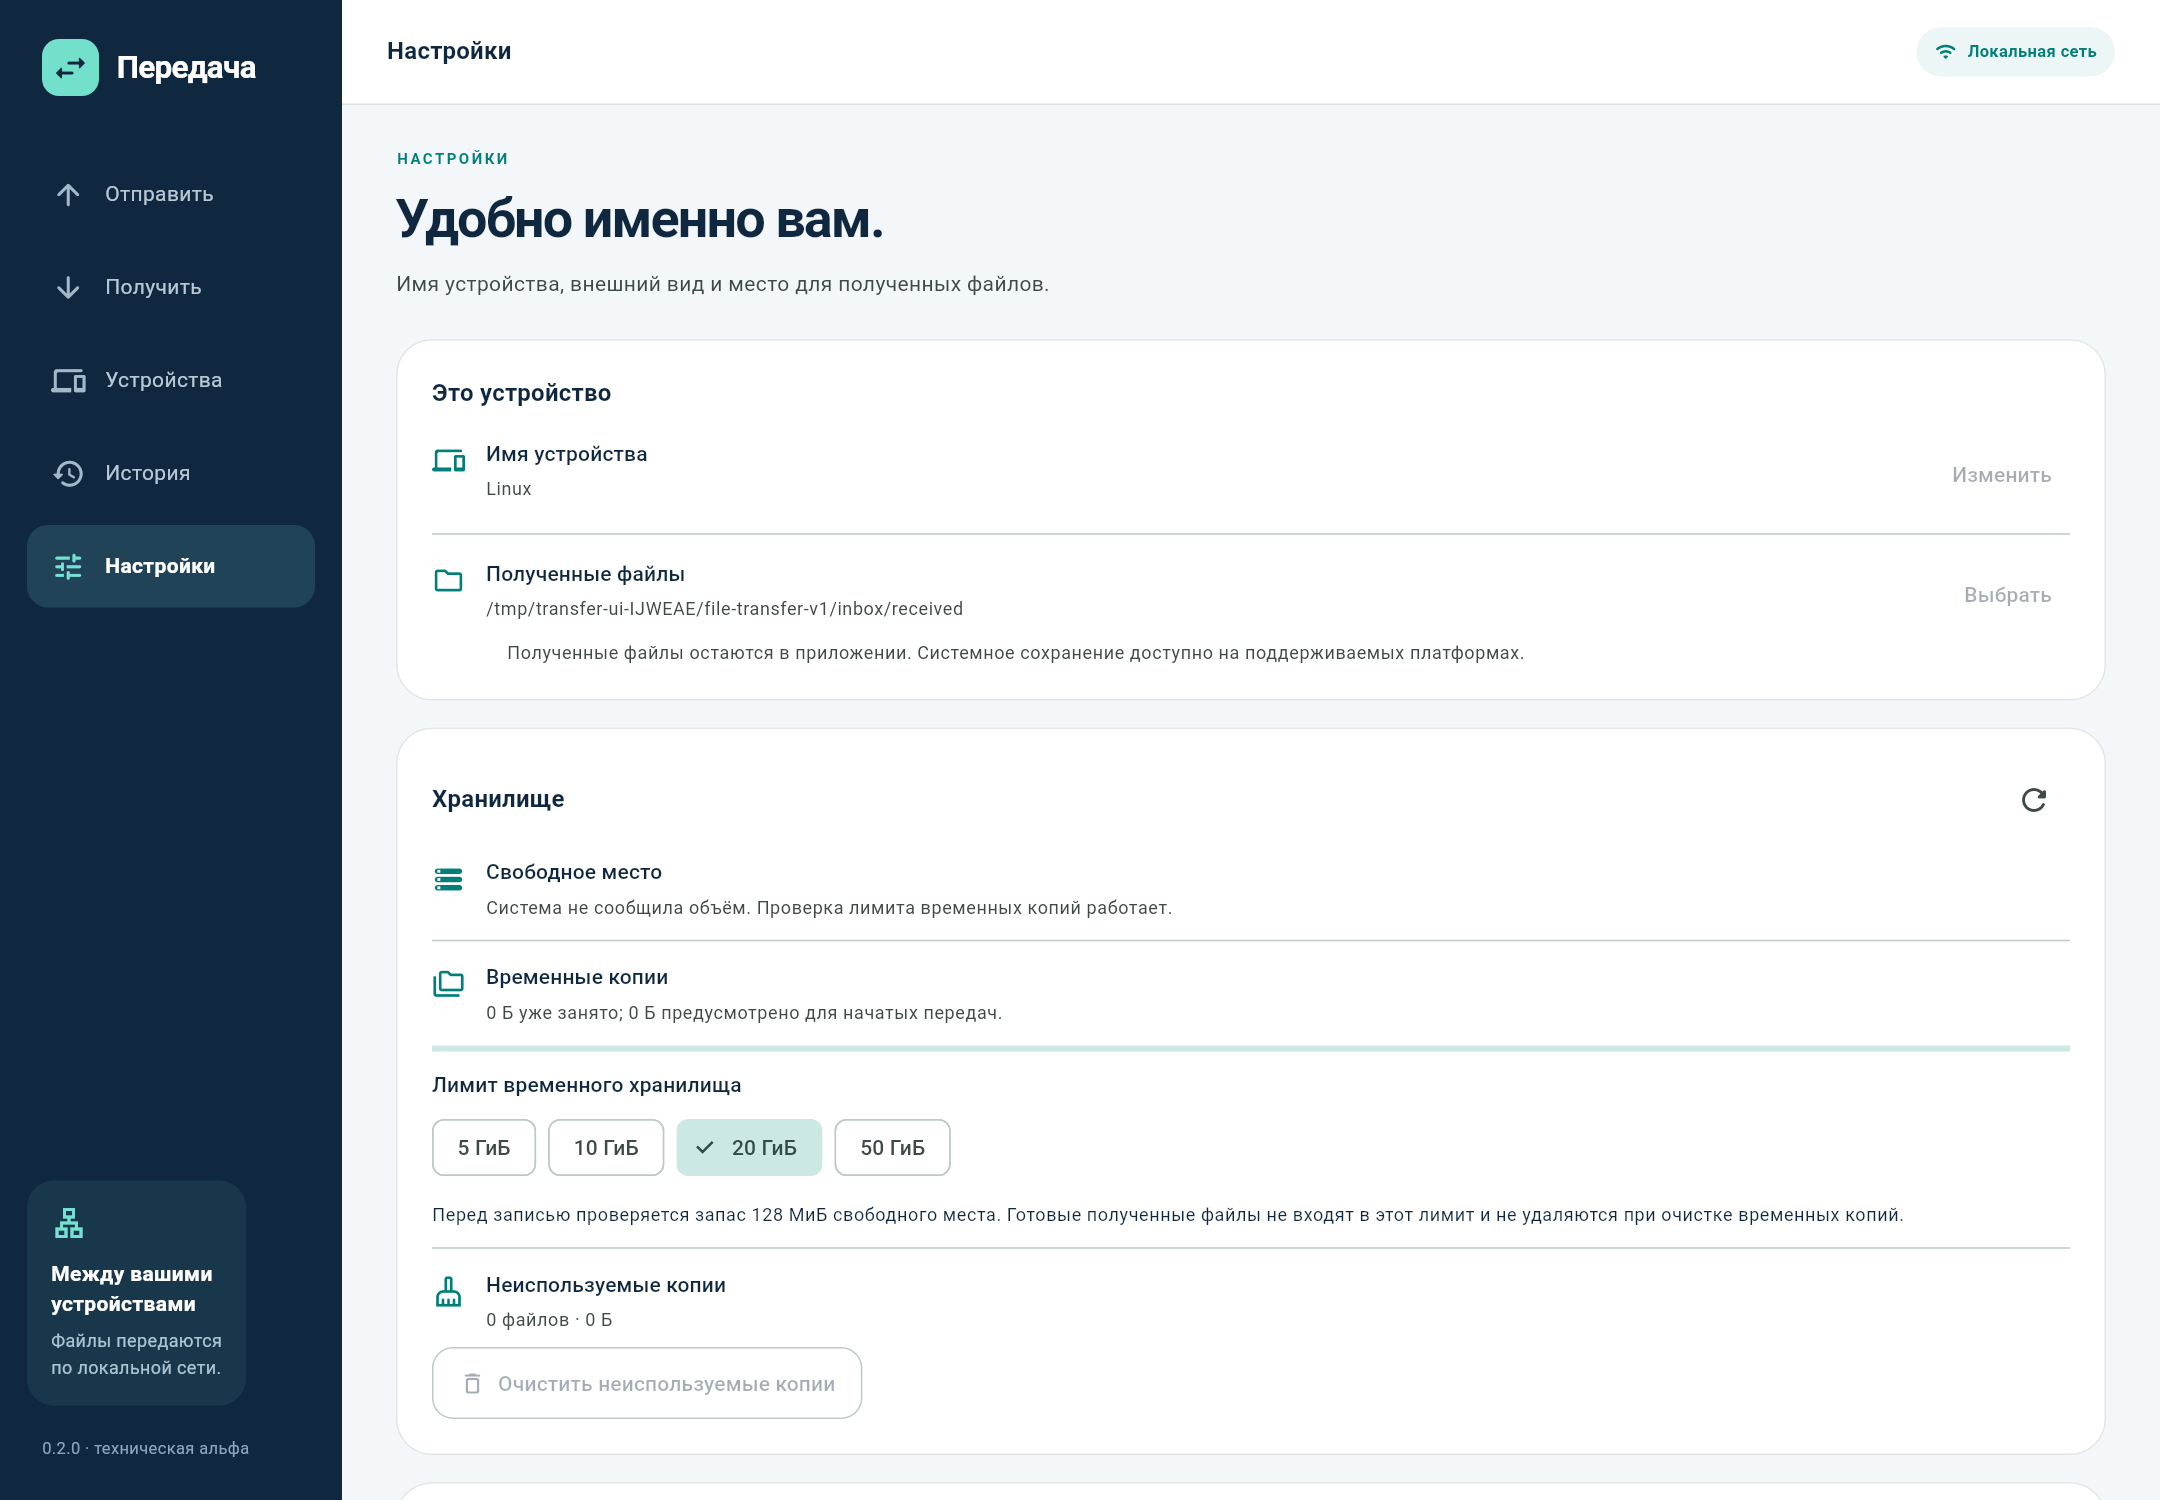 Передача
Отправить
Получить
Устройства
История
Настройки
Между вашими
устройствами
Файлы передаются
по локальной сети.
0.2.0 · техническая альфа
Настройки
Локальная сеть
НАСТРОЙКИ
Удобно именно вам.
Имя устройства, внешний вид и место для полученных файлов.
Это устройство
Имя устройства
Linux
Изменить
Полученные файлы
/tmp/transfer-ui-IJWEAE/file-transfer-v1/inbox/received
Выбрать
Полученные файлы остаются в приложении. Системное сохранение доступно на поддерживаемых платформах.
Хранилище
Свободное место
Система не сообщила объём. Проверка лимита временных копий работает.
Временные копии
0 Б уже занято; 0 Б предусмотрено для начатых передач.
Лимит временного хранилища
5 ГиБ
10 ГиБ
20 ГиБ
50 ГиБ
Перед записью проверяется запас 128 МиБ свободного места. Готовые полученные файлы не входят в этот лимит и не удаляются при очистке временных копий.
Неиспользуемые копии
0 файлов · 0 Б
Очистить неиспользуемые копии